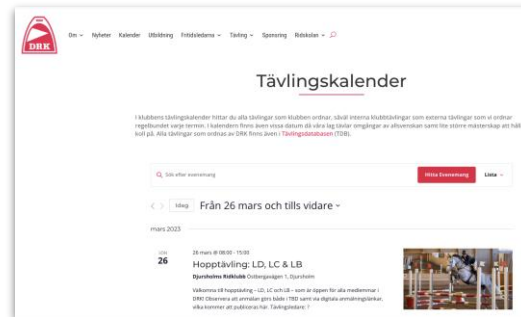 DRK
Om
Nyheter
Kalender
Utbildning
Fritidsledarna
Tävling
Sponsring
Ridskolan
Tävlingskalender
I klubbens tävlingskalender hittar du alla tävlingar som klubben ordnar, såväl interna klubbtävlingar som externa tävlingar som vi ordnar
regelbundet varje termin. I kalendern finns även vissa datum då våra lag tävlar omgångar av allsvenskan samt lite större mästerskap att håll
koll på. Alla tävlingar som ordnas av DRK finns även i Tävlingsdatabasen (TDB).
Sök efter evenemang
Hitta Evenemang
Lista
Idag
Från 26 mars och tills vidare
mars 2023
SÖN
26
26 mars @ 08:00 - 15:00
Hopptävling: LD, LC & LB
Djursholms Ridklubb Ösbergavägen 1, Djursholm
Välkomna till hopptävling – LD, LC och LB – som är öppen för alla medlemmar i
DRK! Observera att anmälan görs både i TBD samt via digitala anmälningslänkar,
vilka kommer att publiceras här. Tävlingsledare: ?